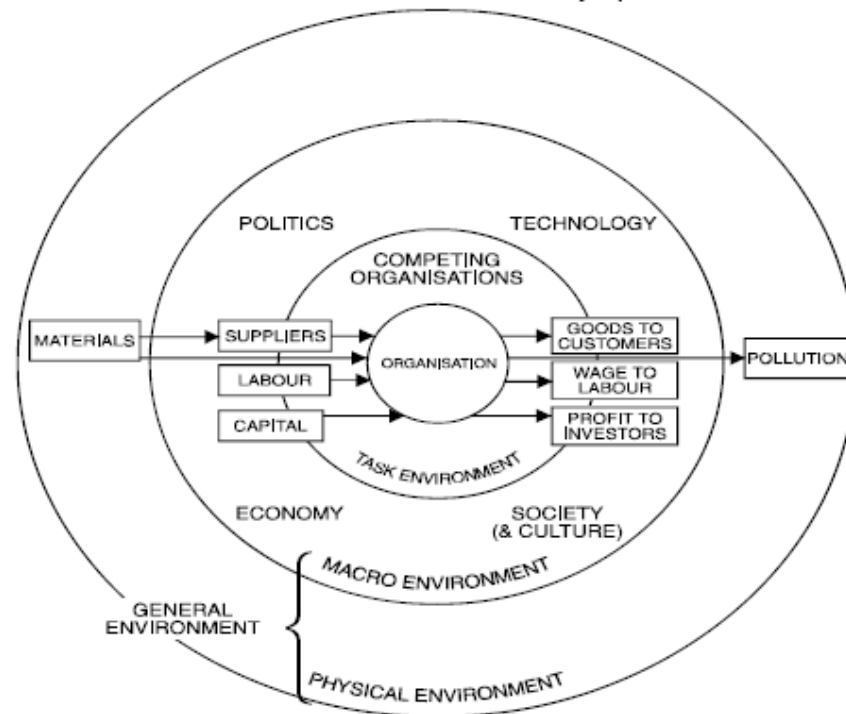 POLITICS
TECHNOLOGY
COMPETING
ORGANISATIONS
MATERIALS
SUPPLIERS
GOODS TO
CUSTOMERS
ORGANISATION
POLLUTION
LABOUR
WAGE TO
LABOUR
CAPITAL
PROFIT TO
INVESTORS
TASK ENVIRONMENT
ECONOMY
SOCIETY
(& CULTURE)
MACRO ENVIRONMENT
GENERAL
ENVIRONMENT
PHYSICAL ENVIRONMENT